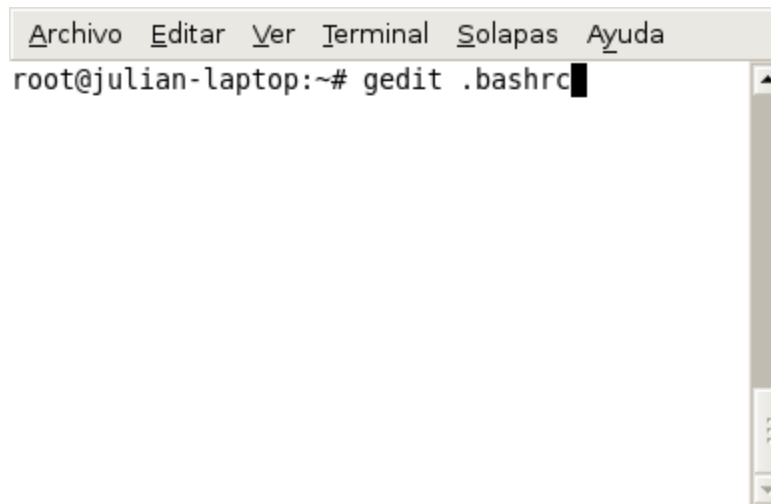 Archivo Editar Ver Terminal Solapas Ayuda
root@julian-laptop:~# gedit .bashrc